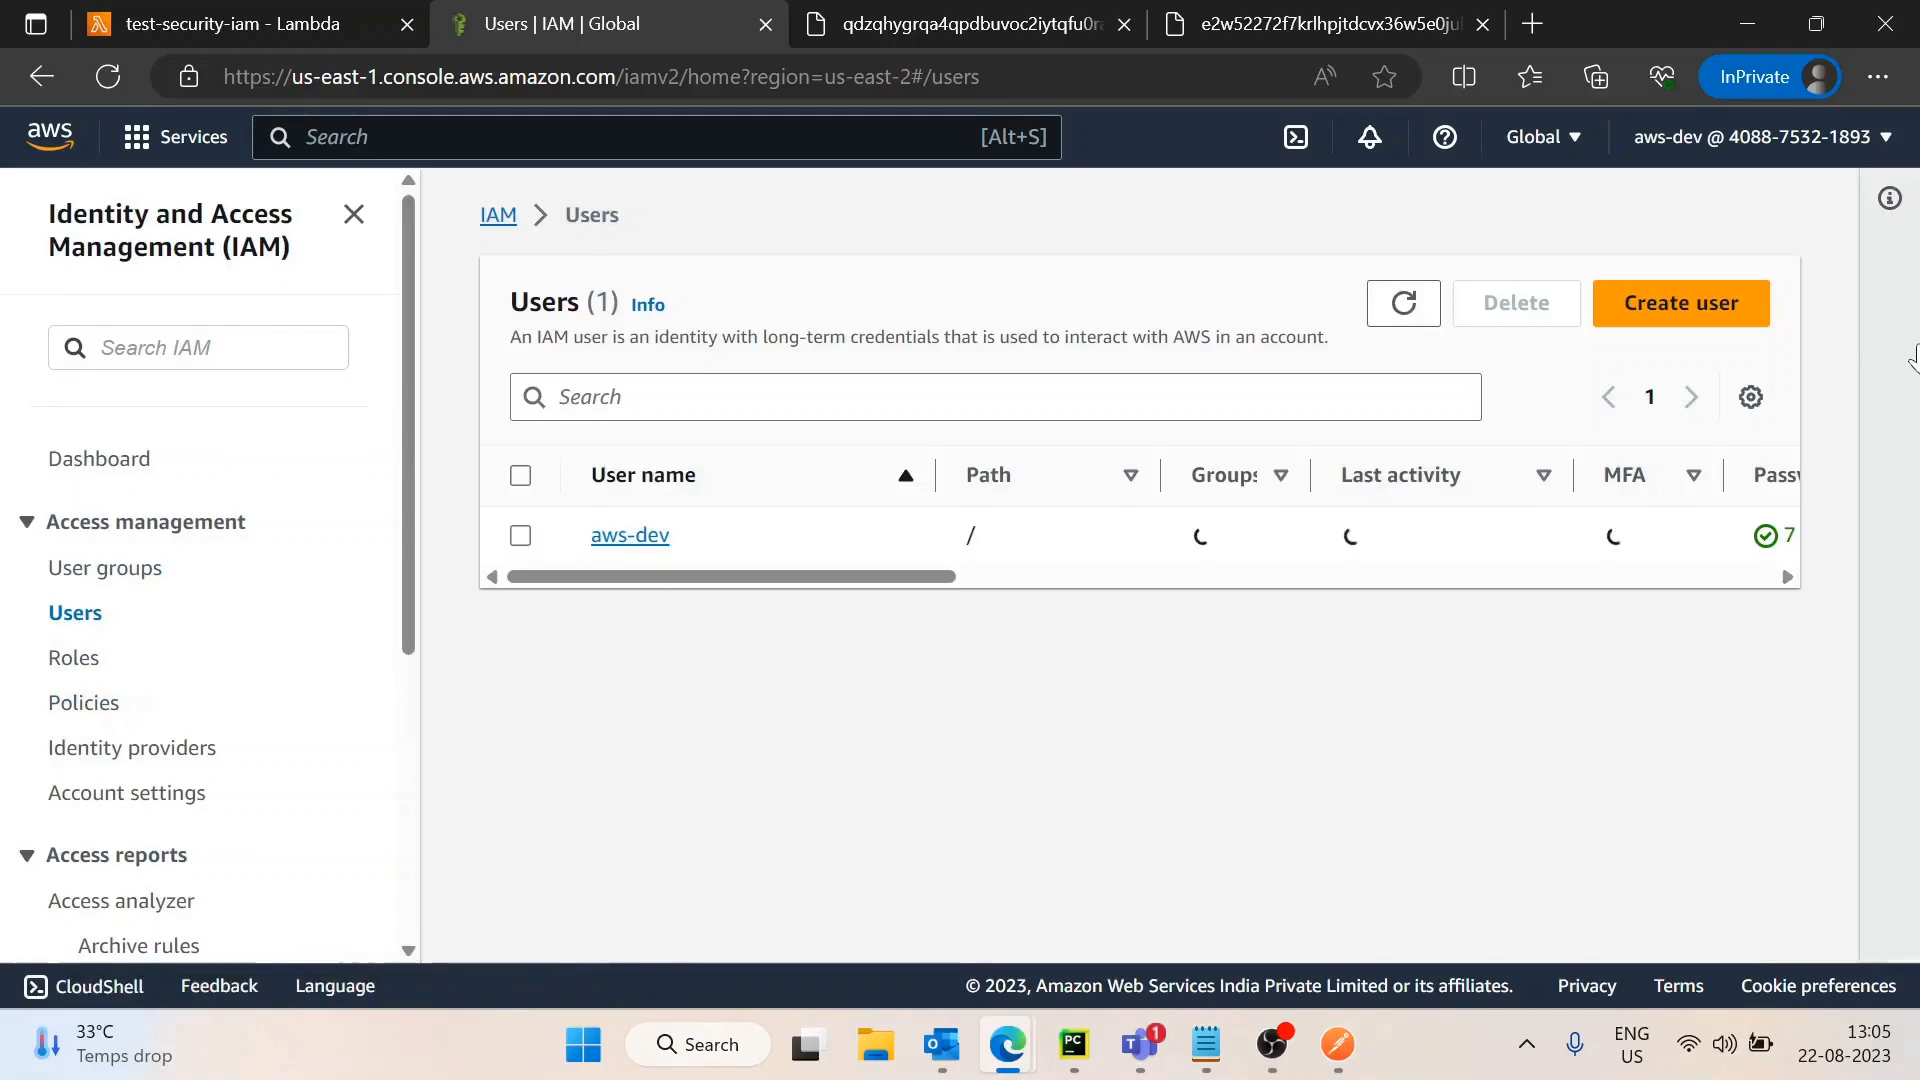 test-security-iam - Lambda
Users | IAM | Global
qdzqhygrqa4qpdbuvoc2iytqfu0r
e2w52272f7krlhpjtdcvx36w5e0ju
https://us-east-1.console.aws.amazon.com/iamv2/home?region=us-east-2#/users
InPrivate
aws
Services
Search
[Alt+S]
Global
aws-dev @ 4088-7532-1893
Identity and Access
Management (IAM)
Search IAM
Dashboard
Access management
User groups
Users
Roles
Policies
Identity providers
Account settings
Access reports
Access analyzer
Archive rules
IAM > Users
Users (1) Info
An IAM user is an identity with long-term credentials that is used to interact with AWS in an account.
Delete
Create user
Search
1
User name
Path
Groups
Last activity
MFA
Passw
aws-dev
/
7
CloudShell
Feedback
Language
© 2023, Amazon Web Services India Private Limited or its affiliates.
Privacy
Terms
Cookie preferences
33°C
Temps drop
Search
PC
1
ENG
US
13:05
22-08-2023